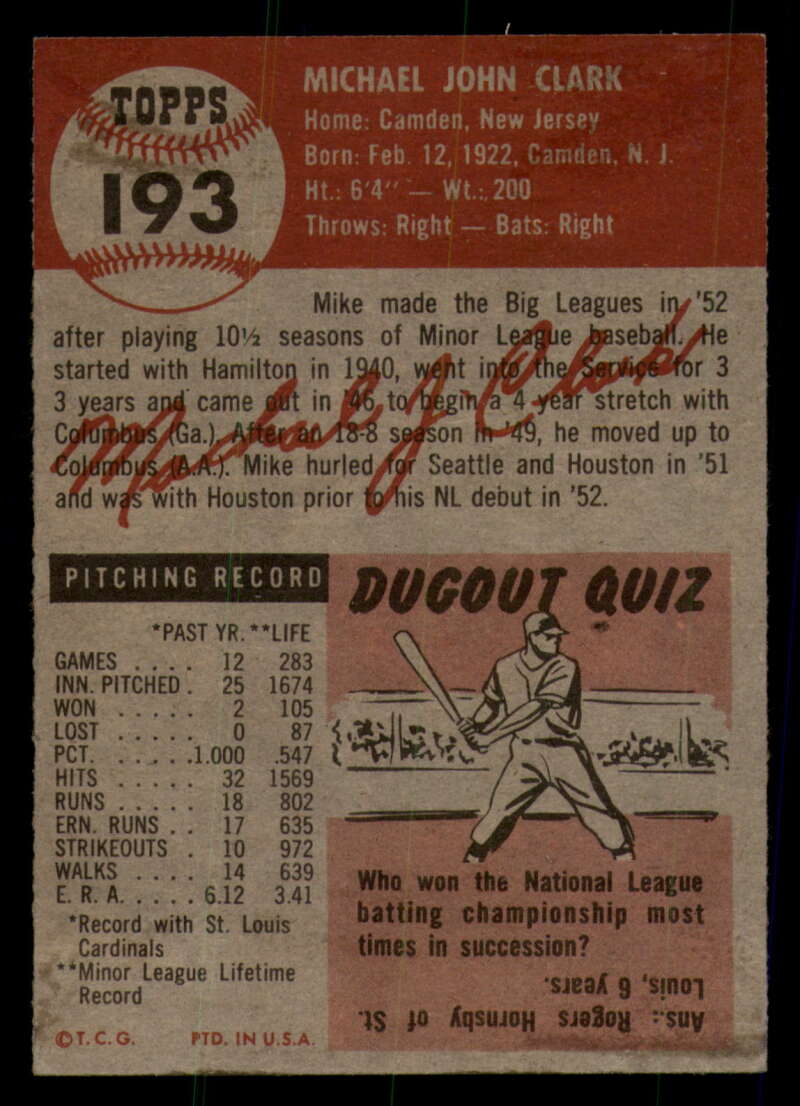 TOPPS
193
MICHAEL JOHN CLARK
Home: Camden, New Jersey
Born: Feb. 12, 1922, Camden, N. J.
Ht.: 6'4" — Wt.: 200
Throws: Right — Bats: Right
Mike made the Big Leagues in '52
after playing 10½ seasons of Minor League baseball. He
started with Hamilton in 1940, went into the Service for 3
3 years and came out in '46, to begin a 4 year stretch with
Columbus (Ga.). After an 18-8 season in '49, he moved up to
Columbus (A.A.). Mike hurled for Seattle and Houston in '51
and was with Houston prior to his NL debut in '52.
Michael J. Clark
PITCHING RECORD
*PAST YR. **LIFE
GAMES . . . . 12 283
INN. PITCHED . 25 1674
WON . . . . . 2 105
LOST . . . . . 0 87
PCT. . . . . .1.000 .547
HITS . . . . . 32 1569
RUNS . . . . . 18 802
ERN. RUNS . . 17 635
STRIKEOUTS . 10 972
WALKS . . . . 14 639
E. R. A. . . . . 6.12 3.41
*Record with St. Louis
Cardinals
**Minor League Lifetime
Record
© T. C. G. PTD. IN U.S.A.
DUGOUT QUIZ
Who won the National League
batting championship most
times in succession?
Ans: Rogers Hornsby of St.
Louis, 6 years.